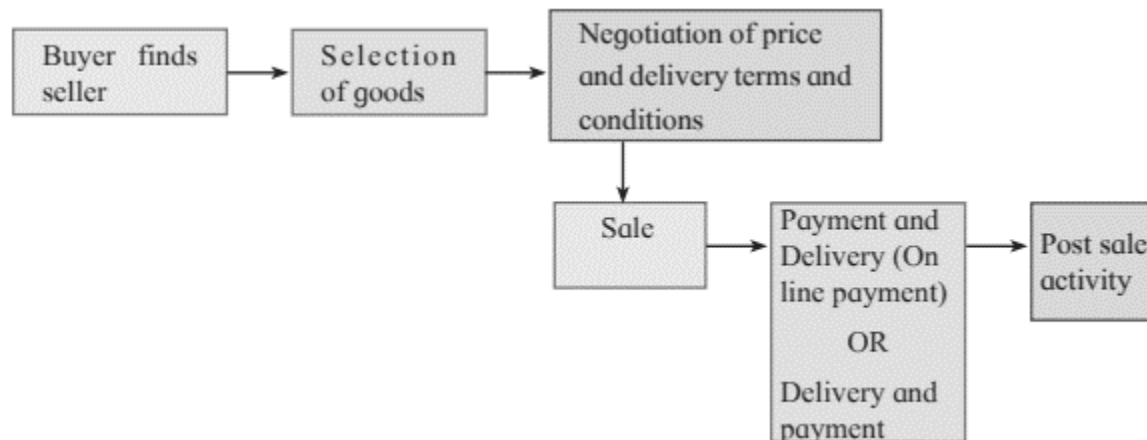 Buyer finds
seller
Selection
of goods
Negotiation of price
and delivery terms and
conditions
Sale
Payment and
Delivery (On
line payment)
OR
Delivery and
payment
Post sale
activity